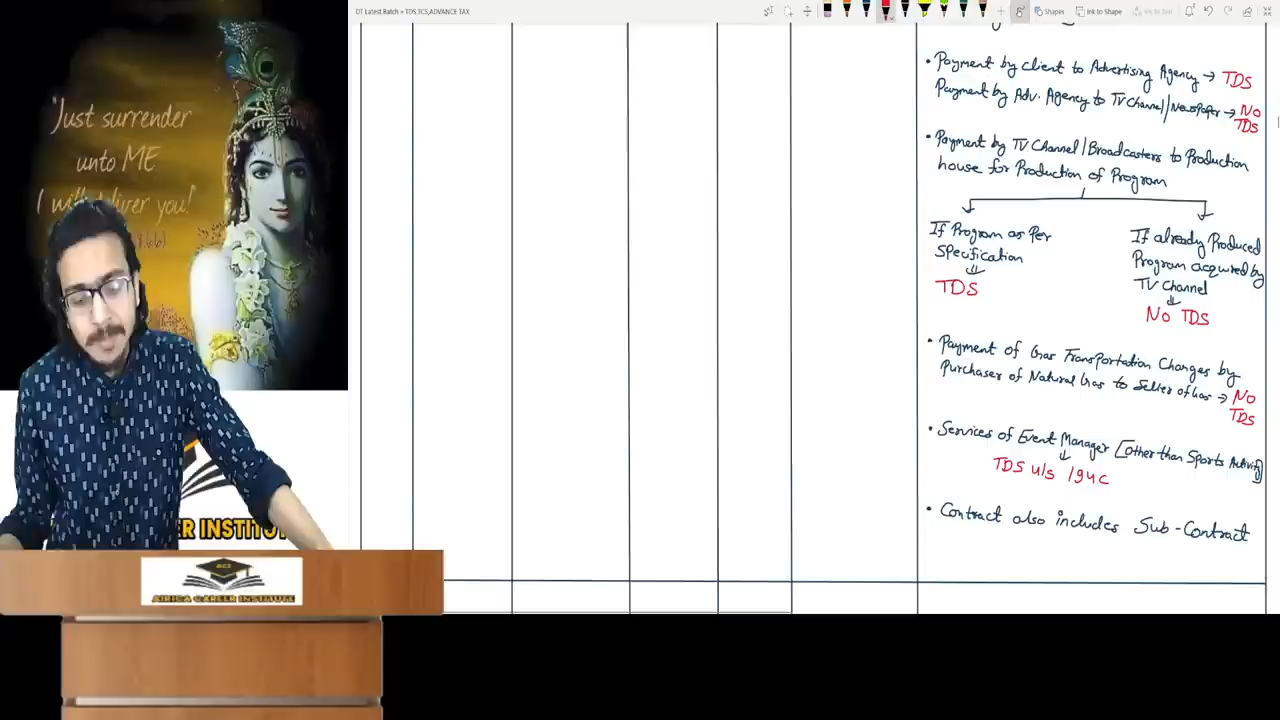 DT Latest Batch = TDS,TCS,ADVANCE TAX
Shapes
Ink to Shape
"Just surrender
unto ME
I will deliver you!"
• Payment by client to Advertising Agency → TDS
Payment by Adv. Agency to TV Channel/Newspaper → No
TDS
• Payment by TV Channel/Broadcasters to Production
house for Production of Program
If Program as Per
Specification
TDS
If already Produced
Program acquired by
TV Channel
No TDS
• Payment of Gas Transportation Charges by
Purchaser of Natural Gas to Seller of Gas → No
TDS
• Services of Event Manager [other than Sports Activity]
TDS u/s 194C
• Contract also includes Sub-Contract
ER INSTITU
ACI
CAREER INSTITUTE